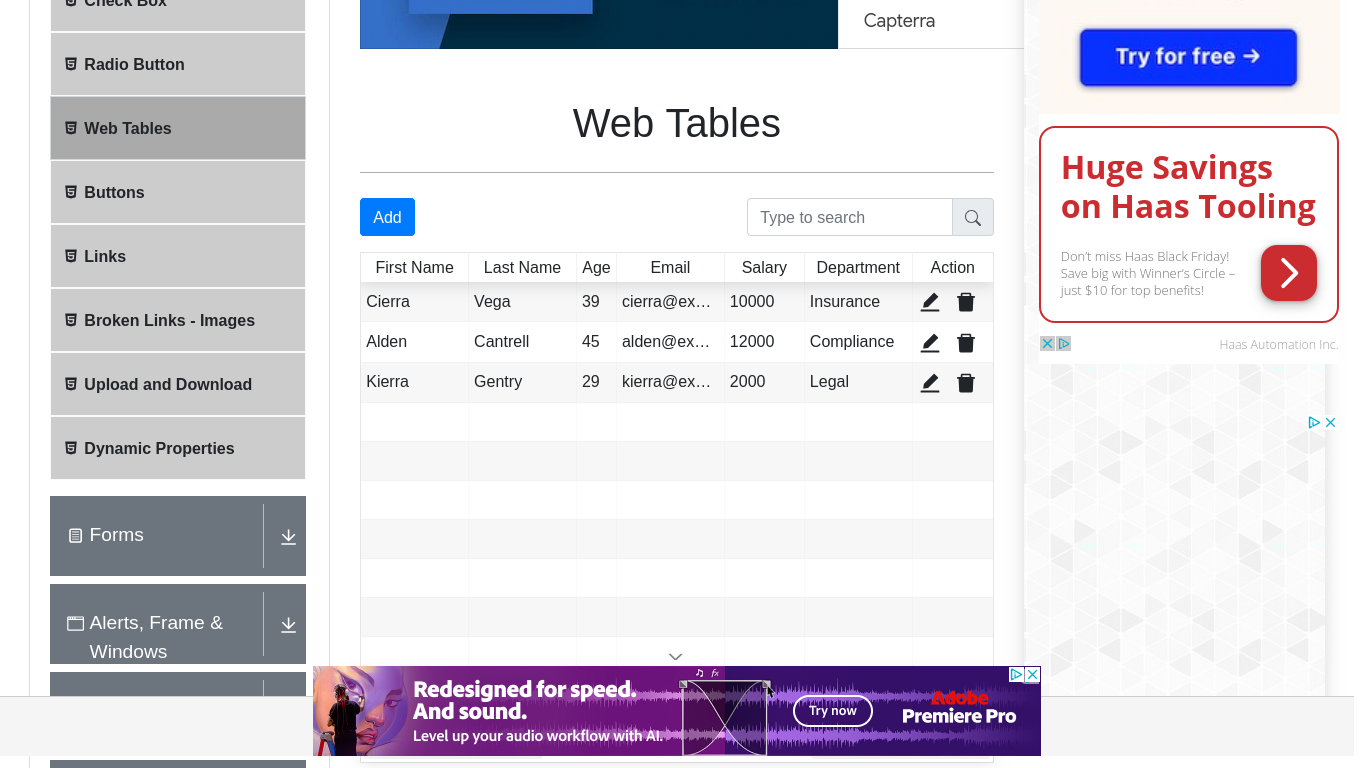 Check Box
Radio Button
Web Tables
Buttons
Links
Broken Links - Images
Upload and Download
Dynamic Properties
Forms
Alerts, Frame &
Windows
Capterra
Web Tables
Add
Type to search
First Name Last Name Age Email Salary Department Action
Cierra Vega 39 cierra@ex… 10000 Insurance
Alden Cantrell 45 alden@ex… 12000 Compliance
Kierra Gentry 29 kierra@ex… 2000 Legal
Try for free →
Huge Savings
on Haas Tooling
Don’t miss Haas Black Friday!
Save big with Winner’s Circle –
just $10 for top benefits!
Haas Automation Inc.
Redesigned for speed.
And sound.
Level up your audio workflow with AI.
fx
Try now
Adobe
Premiere Pro